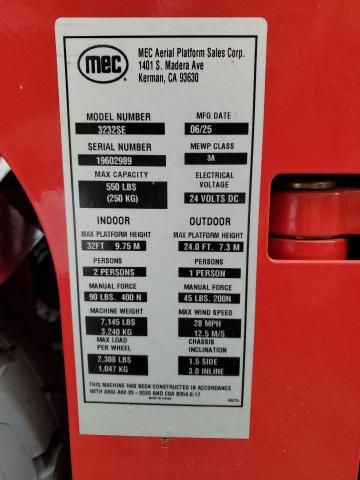 mec
MEC Aerial Platform Sales Corp.
1401 S. Madera Ave
Kerman, CA 93630
MODEL NUMBER
3232SE
MFG DATE
06/25
SERIAL NUMBER
19602989
MEWP CLASS
3A
MAX CAPACITY
550 LBS
(250 KG)
ELECTRICAL
VOLTAGE
24 VOLTS DC
INDOOR
OUTDOOR
MAX PLATFORM HEIGHT
32FT 9.75 M
MAX PLATFORM HEIGHT
24.0 FT. 7.3 M
PERSONS
2 PERSONS
PERSONS
1 PERSON
MANUAL FORCE
90 LBS. 400 N
MANUAL FORCE
45 LBS. 200N
MACHINE WEIGHT
7,145 LBS
3,240 KG
MAX WIND SPEED
28 MPH
12.5 M/S
MAX LOAD
PER WHEEL
2,308 LBS
1,047 KG
CHASSIS
INCLINATION
1.5 SIDE
3.0 INLINE
THIS MACHINE HAS BEEN CONSTRUCTED IN ACCORDANCE
WITH ANSI A92.20 - 2020 AND CSA B354.6:17
MADE IN CHINA